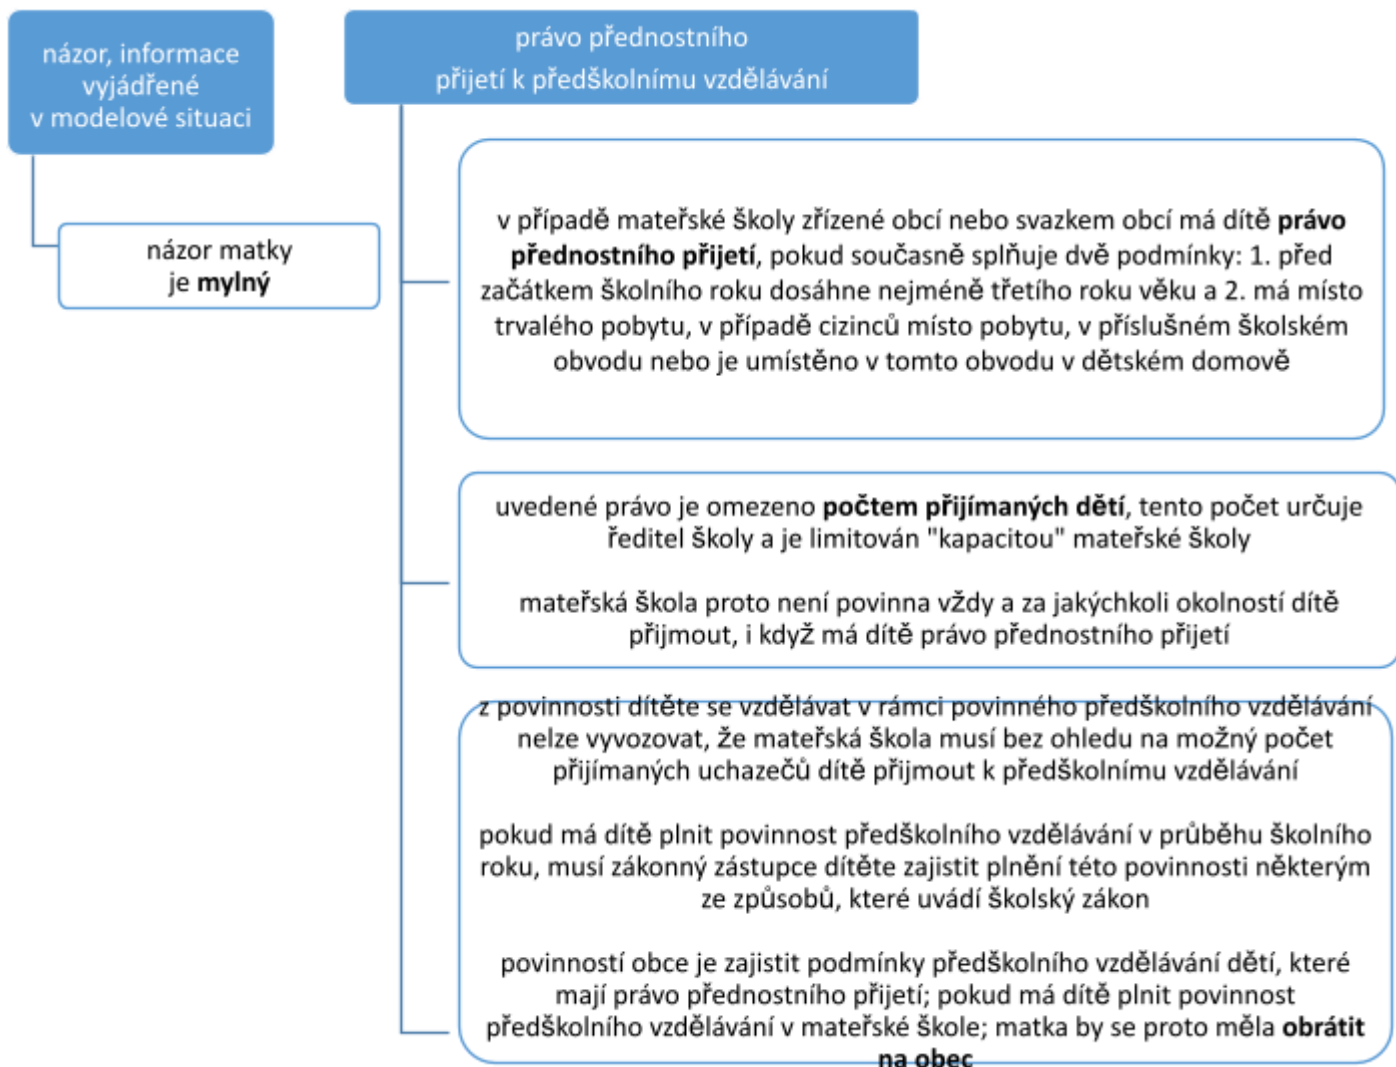 názor, informace
vyjádřené
v modelové situaci
názor matky
je mylný
právo přednostního
přijetí k předškolnímu vzdělávání
v případě mateřské školy zřízené obcí nebo svazkem obcí má dítě právo
přednostního přijetí, pokud současně splňuje dvě podmínky: 1. před
začátkem školního roku dosáhne nejméně třetího roku věku a 2. má místo
trvalého pobytu, v případě cizinců místo pobytu, v příslušném školském
obvodu nebo je umístěno v tomto obvodu v dětském domově
uvedené právo je omezeno počtem přijímaných dětí, tento počet určuje
ředitel školy a je limitován "kapacitou" mateřské školy
mateřská škola proto není povinna vždy a za jakýchkoli okolností dítě
přijmout, i když má dítě právo přednostního přijetí
z povinnosti dítěte se vzdělávat v rámci povinného předškolního vzdělávání
nelze vyvozovat, že mateřská škola musí bez ohledu na možný počet
přijímaných uchazečů dítě přijmout k předškolnímu vzdělávání
pokud má dítě plnit povinnost předškolního vzdělávání v průběhu školního
roku, musí zákonný zástupce dítěte zajistit plnění této povinnosti některým
ze způsobů, které uvádí školský zákon
povinností obce je zajistit podmínky předškolního vzdělávání dětí, které
mají právo přednostního přijetí; pokud má dítě plnit povinnost
předškolního vzdělávání v mateřské škole; matka by se proto měla obrátit
na obec